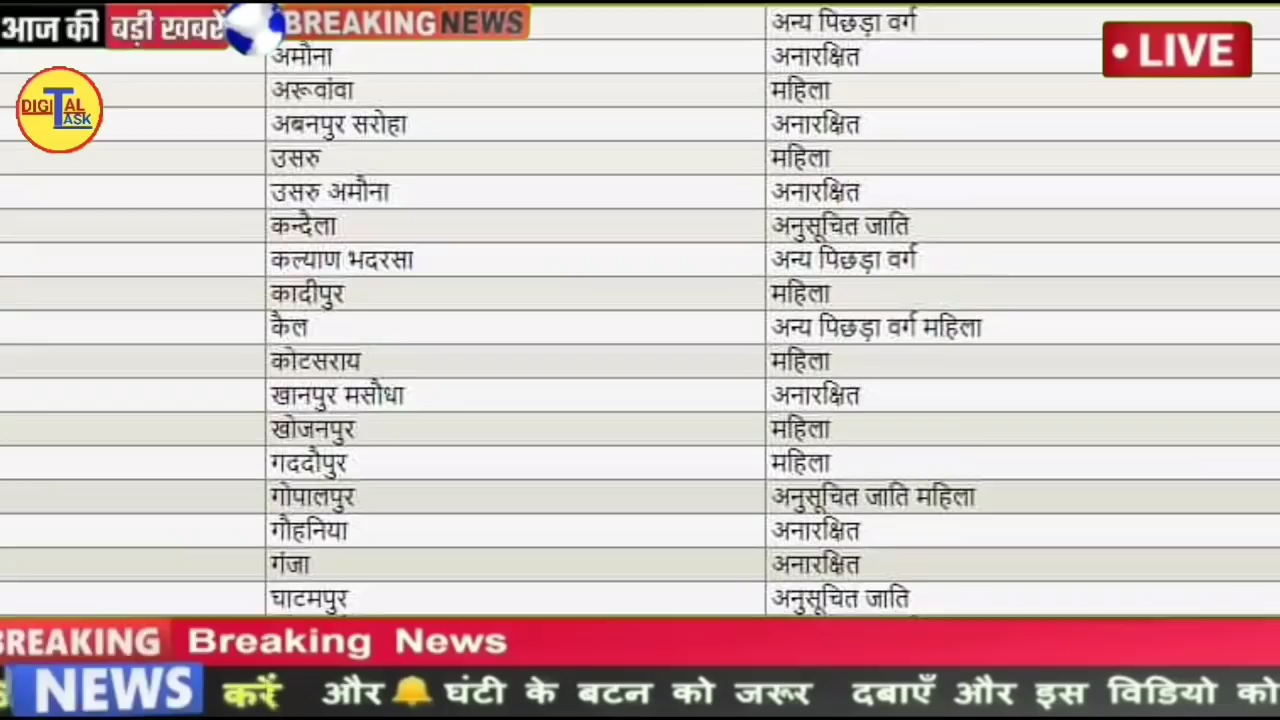 आज की बड़ी खबरें BREAKING NEWS
अन्य पिछड़ा वर्ग
LIVE
अमौना अनारक्षित
अरूवांवा महिला
DIGITAL TASK
अबनपुर सरोहा अनारक्षित
उसरु महिला
उसरु अमौना अनारक्षित
कन्दैला अनुसूचित जाति
कल्याण भदरसा अन्य पिछड़ा वर्ग
कादीपुर महिला
कैल अन्य पिछड़ा वर्ग महिला
कोटसराय महिला
खानपुर मसौधा अनारक्षित
खोजनपुर महिला
गददौपुर महिला
गोपालपुर अनुसूचित जाति महिला
गौहनिया अनारक्षित
गंजा अनारक्षित
घाटमपुर अनुसूचित जाति
BREAKING Breaking News
NEWS करें और घंटी के बटन को जरूर दबाएँ और इस विडियो को